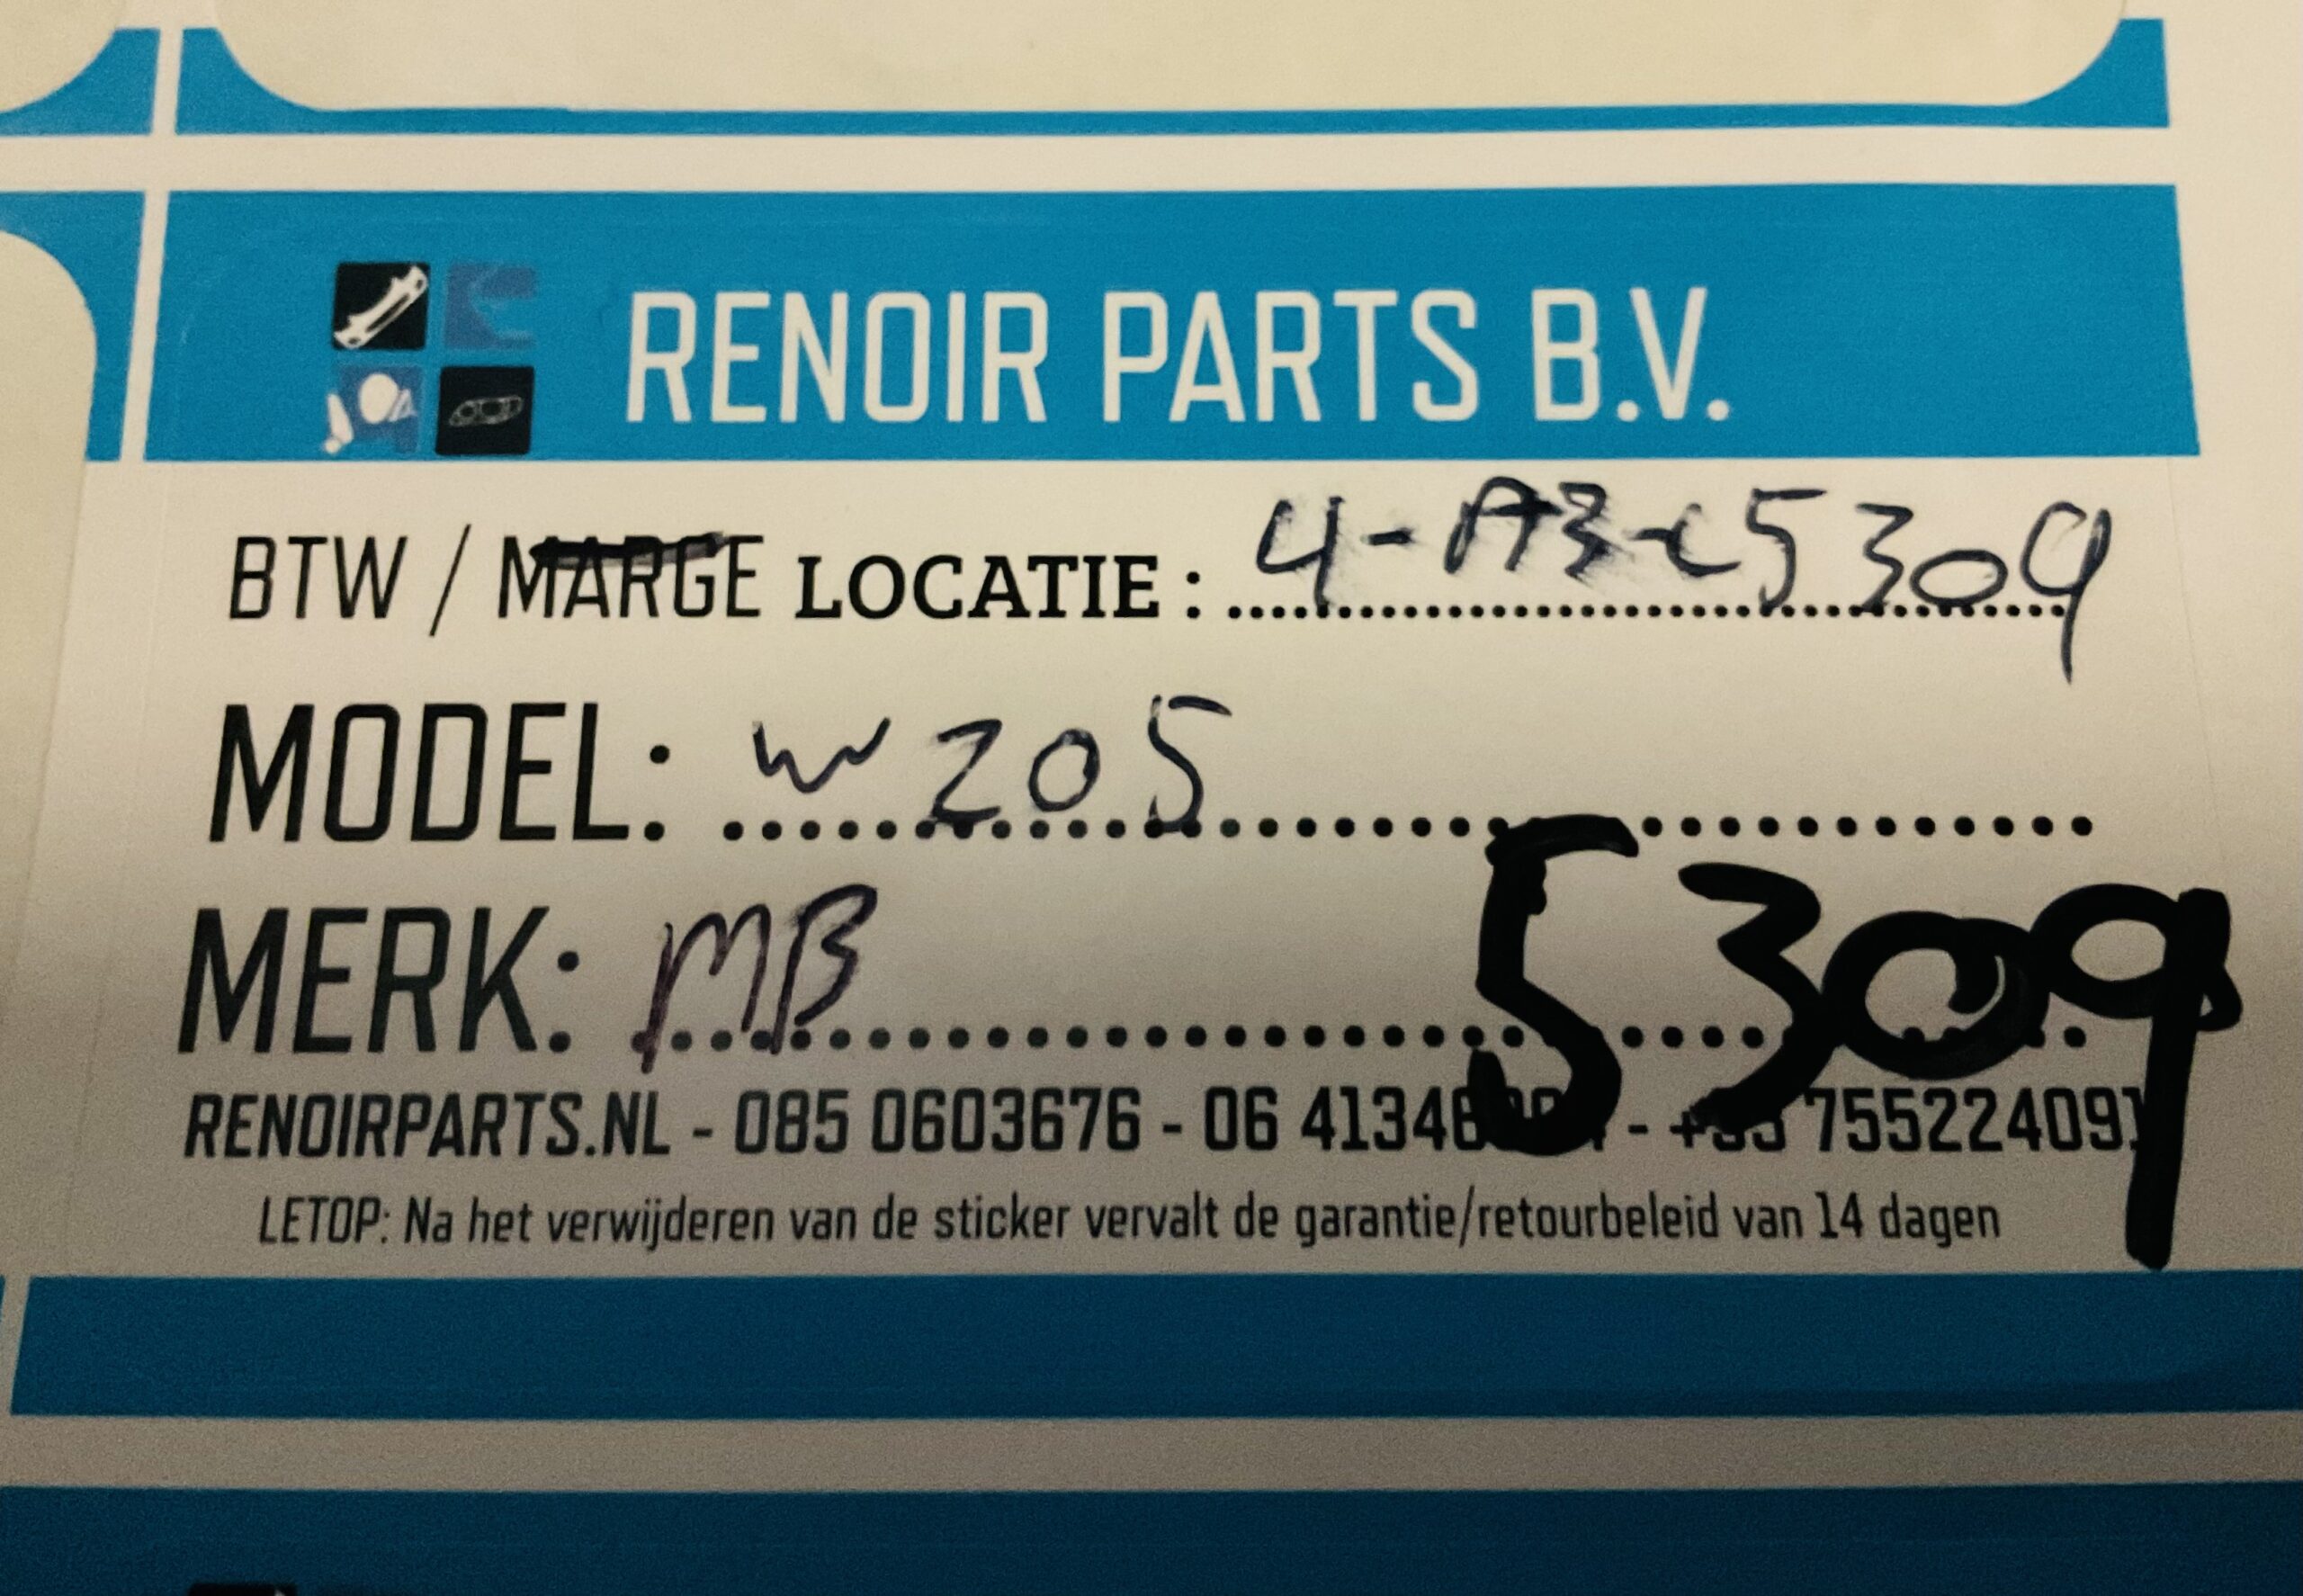 RENOIR PARTS B.V.
BTW / MARGE LOCATIE : 4-A3-C5309
MODEL: W205
MERK: MB
5309
RENOIRPARTS.NL - 085 0603676 - 06 - 755224091
LETOP: Na het verwijderen van de sticker vervalt de garantie/retourbeleid van 14 dagen